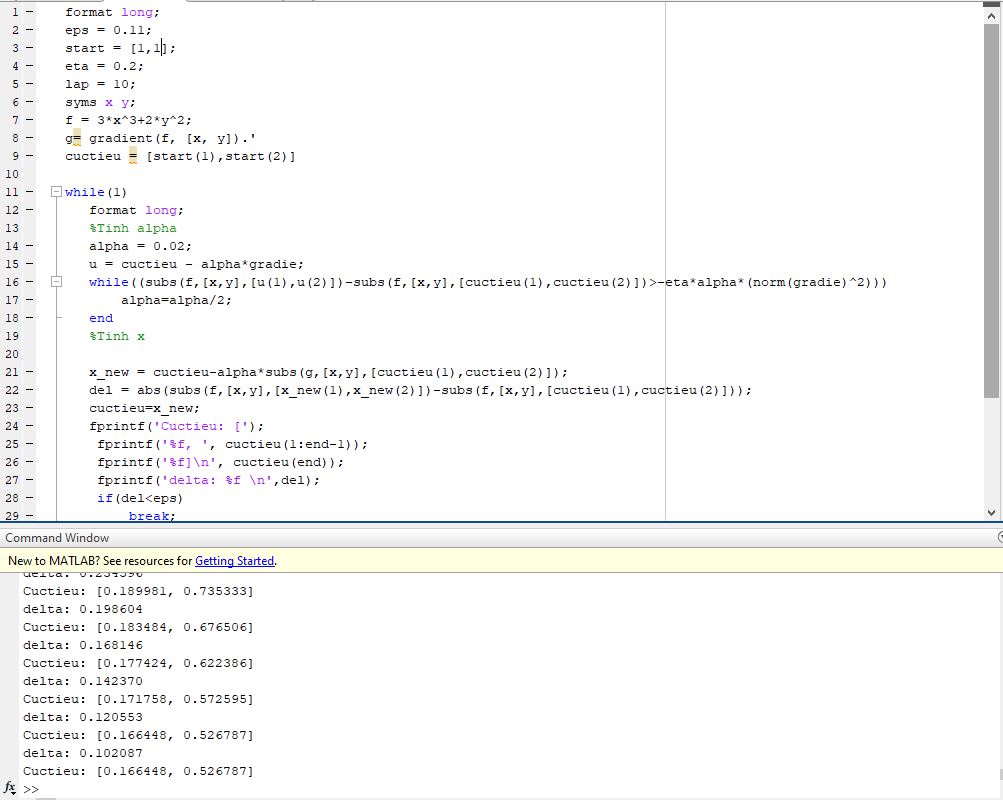 1 – format long;
2 – eps = 0.11;
3 – start = [1,1];
4 – eta = 0.2;
5 – lap = 10;
6 – syms x y;
7 – f = 3*x^3+2*y^2;
8 – g= gradient(f, [x, y]).'
9 – cuctieu = [start(1),start(2)]
10
11 – while(1)
12 – format long;
13 %Tinh alpha
14 – alpha = 0.02;
15 – u = cuctieu - alpha*gradie;
16 – while((subs(f,[x,y],[u(1),u(2)])-subs(f,[x,y],[cuctieu(1),cuctieu(2)])>-eta*alpha*(norm(gradie)^2)))
17 – alpha=alpha/2;
18 – end
19 %Tinh x
20
21 – x_new = cuctieu-alpha*subs(g,[x,y],[cuctieu(1),cuctieu(2)]);
22 – del = abs(subs(f,[x,y],[x_new(1),x_new(2)])-subs(f,[x,y],[cuctieu(1),cuctieu(2)]));
23 – cuctieu=x_new;
24 – fprintf('Cuctieu: [');
25 – fprintf('%f, ', cuctieu(1:end-1));
26 – fprintf('%f]\n', cuctieu(end));
27 – fprintf('delta: %f \n',del);
28 – if(del<eps)
29 – break;
Command Window
New to MATLAB? See resources for Getting Started.
delta: 0.234396
Cuctieu: [0.189981, 0.735333]
delta: 0.198604
Cuctieu: [0.183484, 0.676506]
delta: 0.168146
Cuctieu: [0.177424, 0.622386]
delta: 0.142370
Cuctieu: [0.171758, 0.572595]
delta: 0.120553
Cuctieu: [0.166448, 0.526787]
delta: 0.102087
Cuctieu: [0.166448, 0.526787]
fx >>